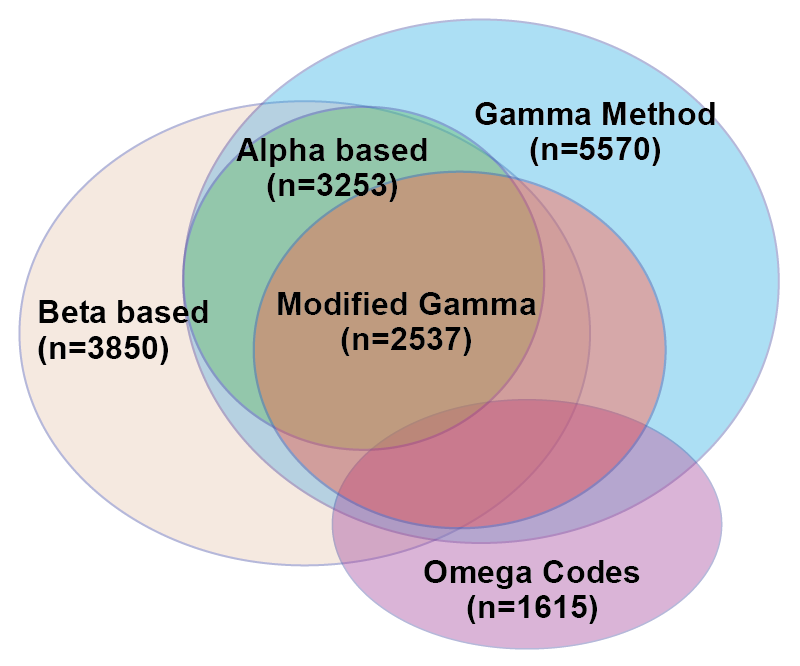 Gamma Method
(n=5570)
Alpha based
(n=3253)
Beta based
(n=3850)
Modified Gamma
(n=2537)
Omega Codes
(n=1615)